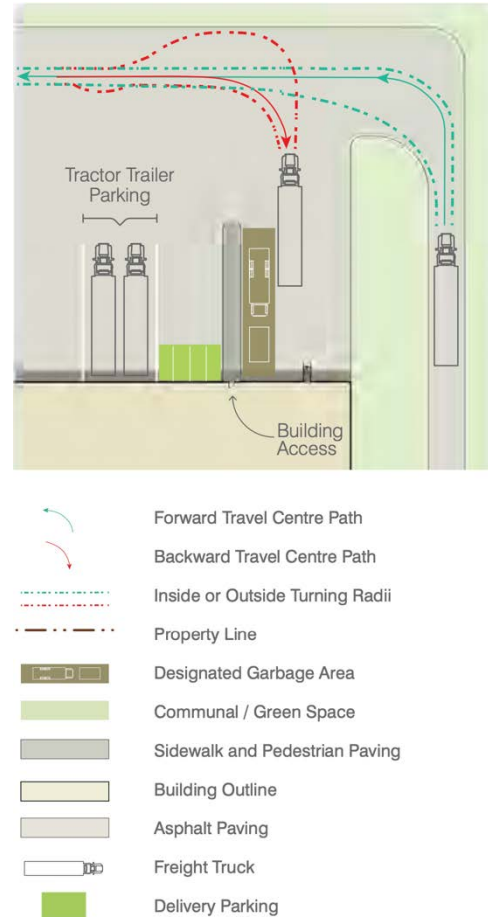 Tractor Trailer
Parking
Building
Access
Forward Travel Centre Path
Backward Travel Centre Path
Inside or Outside Turning Radii
Property Line
Designated Garbage Area
Communal / Green Space
Sidewalk and Pedestrian Paving
Building Outline
Asphalt Paving
Freight Truck
Delivery Parking